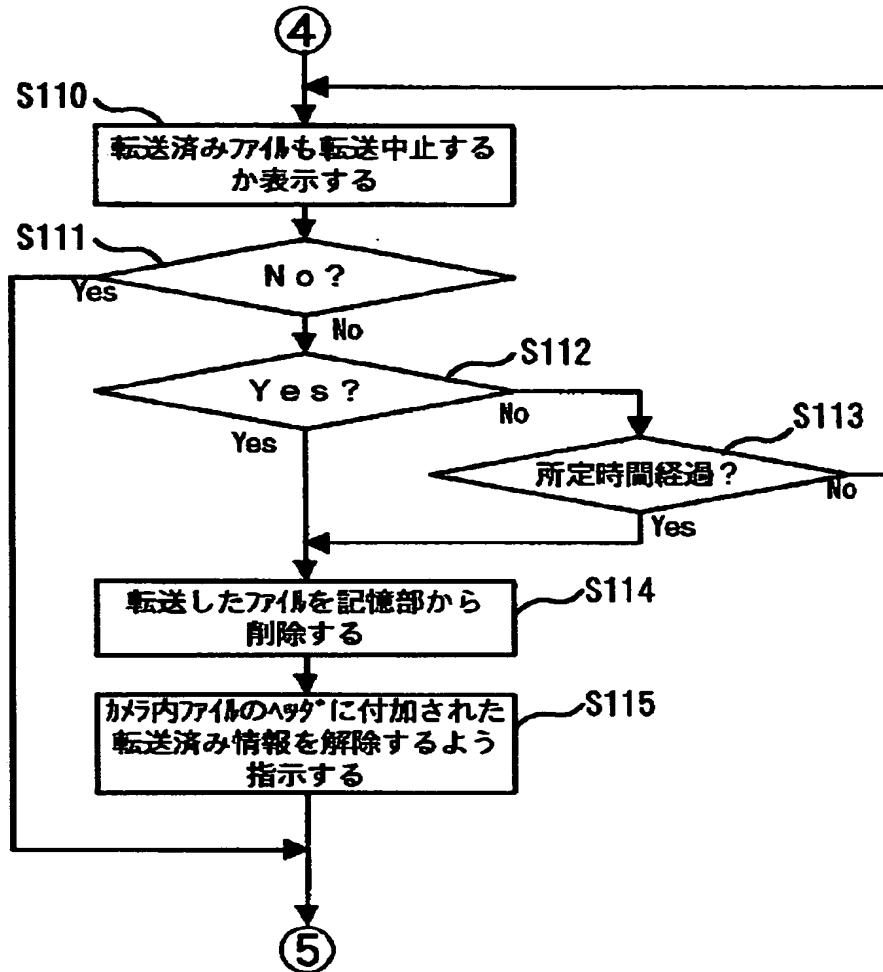 ④
S110
転送済みファイルも転送中止する
か表示する
S111
No?
Yes
No
S112
Yes?
No
Yes
S113
所定時間経過?
No
Yes
転送したファイルを記憶部から
削除する
S114
カメラ内ファイルのヘッダに付加された
転送済み情報を解除するよう
指示する
S115
⑤